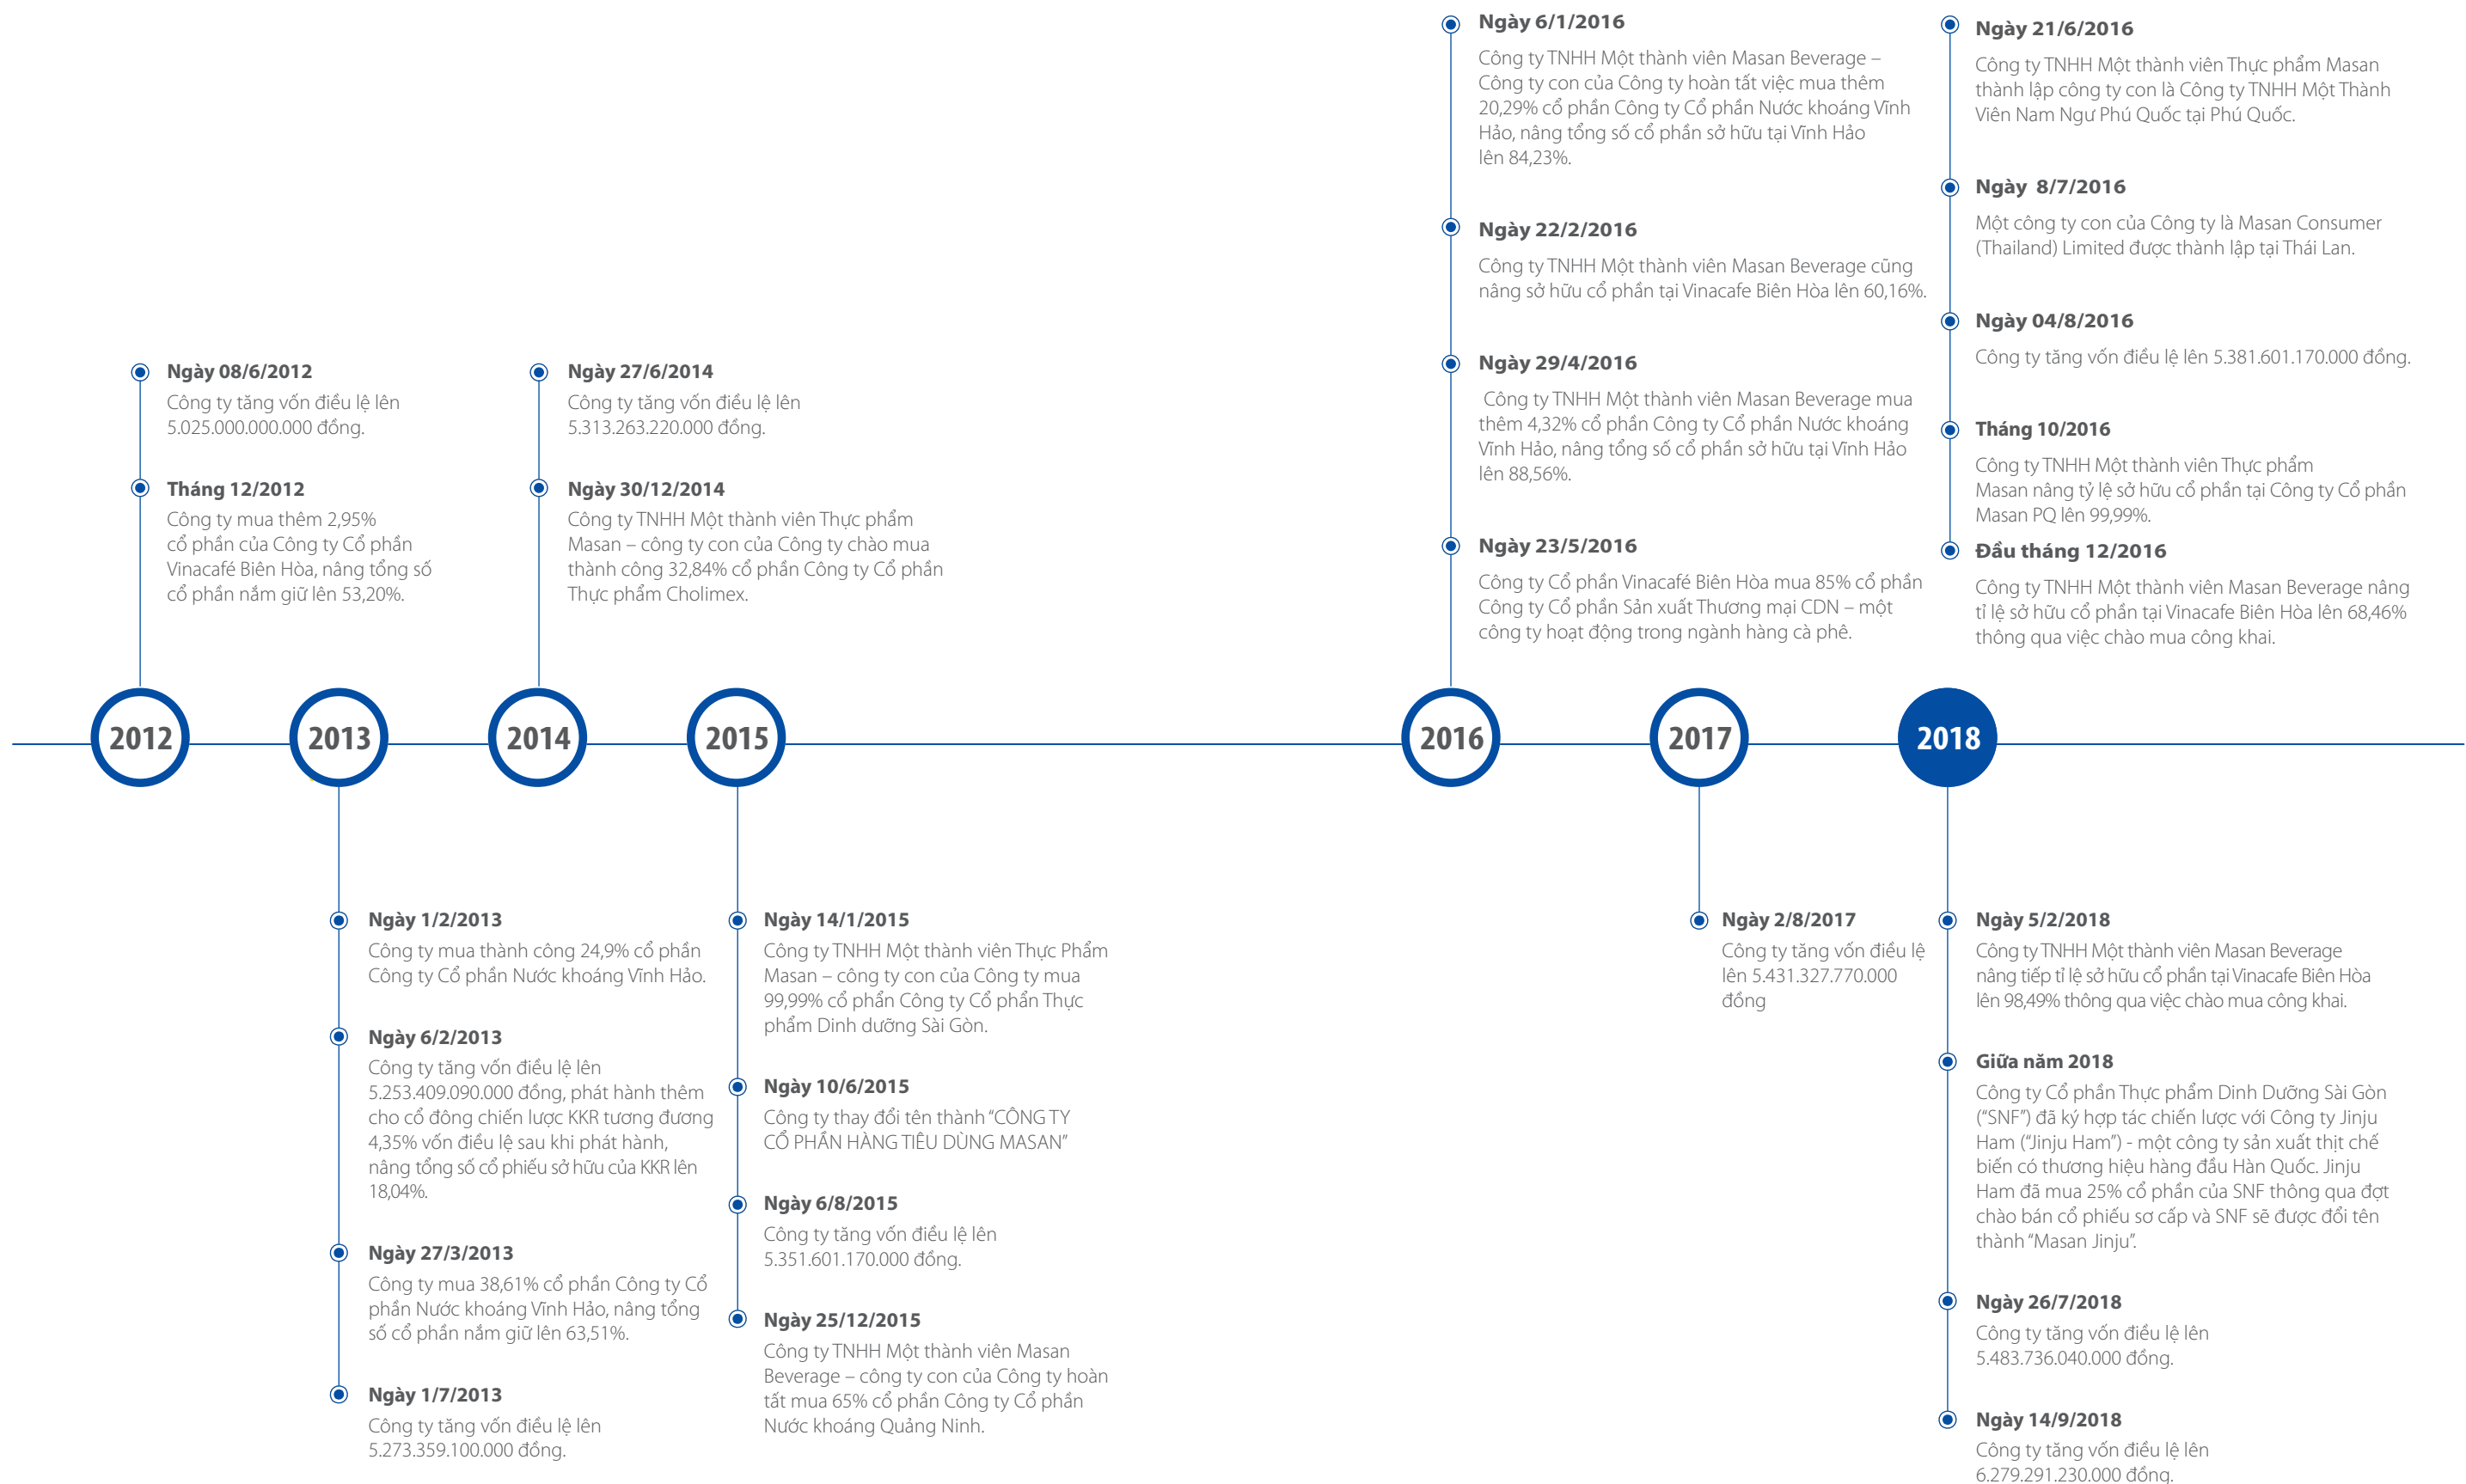 Ngày 08/6/2012
Công ty tăng vốn điều lệ lên
5.025.000.000.000 đồng.
Tháng 12/2012
Công ty mua thêm 2,95%
cổ phần của Công ty Cổ phần
Vinacafé Biên Hòa, nâng tổng số
cổ phần nắm giữ lên 53,20%.
Ngày 27/6/2014
Công ty tăng vốn điều lệ lên
5.313.263.220.000 đồng.
Ngày 30/12/2014
Công ty TNHH Một thành viên Thực phẩm
Masan – công ty con của Công ty chào mua
thành công 32,84% cổ phần Công ty Cổ phần
Thực phẩm Cholimex.
Ngày 6/1/2016
Công ty TNHH Một thành viên Masan Beverage –
Công ty con của Công ty hoàn tất việc mua thêm
20,29% cổ phần Công ty Cổ phần Nước khoáng Vĩnh
Hảo, nâng tổng số cổ phần sở hữu tại Vĩnh Hảo
lên 84,23%.
Ngày 22/2/2016
Công ty TNHH Một thành viên Masan Beverage cũng
nâng sở hữu cổ phần tại Vinacafe Biên Hòa lên 60,16%.
Ngày 29/4/2016
Công ty TNHH Một thành viên Masan Beverage mua
thêm 4,32% cổ phần Công ty Cổ phần Nước khoáng
Vĩnh Hảo, nâng tổng số cổ phần sở hữu tại Vĩnh Hảo
lên 88,56%.
Ngày 23/5/2016
Công ty Cổ phần Vinacafé Biên Hòa mua 85% cổ phần
Công ty Cổ phần Sản xuất Thương mại CDN – một
công ty hoạt động trong ngành hàng cà phê.
Ngày 21/6/2016
Công ty TNHH Một thành viên Thực phẩm Masan
thành lập công ty con là Công ty TNHH Một Thành
Viên Nam Ngư Phú Quốc tại Phú Quốc.
Ngày 8/7/2016
Một công ty con của Công ty là Masan Consumer
(Thailand) Limited được thành lập tại Thái Lan.
Ngày 04/8/2016
Công ty tăng vốn điều lệ lên 5.381.601.170.000 đồng.
Tháng 10/2016
Công ty TNHH Một thành viên Thực phẩm
Masan nâng tỷ lệ sở hữu cổ phần tại Công ty Cổ phần
Masan PQ lên 99,99%.
Đầu tháng 12/2016
Công ty TNHH Một thành viên Masan Beverage nâng
tỉ lệ sở hữu cổ phần tại Vinacafe Biên Hòa lên 68,46%
thông qua việc chào mua công khai.
2012
2013
2014
2015
2016
2017
2018
Ngày 1/2/2013
Công ty mua thành công 24,9% cổ phần
Công ty Cổ phần Nước khoáng Vĩnh Hảo.
Ngày 6/2/2013
Công ty tăng vốn điều lệ lên
5.253.409.090.000 đồng, phát hành thêm
cho cổ đông chiến lược KKR tương đương
4,35% vốn điều lệ sau khi phát hành,
nâng tổng số cổ phiếu sở hữu của KKR lên
18,04%.
Ngày 27/3/2013
Công ty mua 38,61% cổ phần Công ty Cổ
phần Nước khoáng Vĩnh Hảo, nâng tổng
số cổ phần nắm giữ lên 63,51%.
Ngày 1/7/2013
Công ty tăng vốn điều lệ lên
5.273.359.100.000 đồng.
Ngày 14/1/2015
Công ty TNHH Một thành viên Thực Phẩm
Masan – công ty con của Công ty mua
99,99% cổ phẩn Công ty Cổ phẩn Thực
phẩm Dinh dưỡng Sài Gòn.
Ngày 10/6/2015
Công ty thay đổi tên thành “CÔNG TY
CỔ PHẦN HÀNG TIÊU DÙNG MASAN”
Ngày 6/8/2015
Công ty tăng vốn điều lệ lên
5.351.601.170.000 đồng.
Ngày 25/12/2015
Công ty TNHH Một thành viên Masan
Beverage – công ty con của Công ty hoàn
tất mua 65% cổ phần Công ty Cổ phần
Nước khoáng Quảng Ninh.
Ngày 2/8/2017
Công ty tăng vốn điều lệ
lên 5.431.327.770.000
đồng
Ngày 5/2/2018
Công ty TNHH Một thành viên Masan Beverage
nâng tiếp tỉ lệ sở hữu cổ phần tại Vinacafe Biên Hòa
lên 98,49% thông qua việc chào mua công khai.
Giữa năm 2018
Công ty Cổ phần Thực phẩm Dinh Dưỡng Sài Gòn
(“SNF”) đã ký hợp tác chiến lược với Công ty Jinju
Ham (“Jinju Ham”) - một công ty sản xuất thịt chế
biến có thương hiệu hàng đầu Hàn Quốc. Jinju
Ham đã mua 25% cổ phần của SNF thông qua đợt
chào bán cổ phiếu sơ cấp và SNF sẽ được đổi tên
thành “Masan Jinju”.
Ngày 26/7/2018
Công ty tăng vốn điều lệ lên
5.483.736.040.000 đồng.
Ngày 14/9/2018
Công ty tăng vốn điều lệ lên
6.279.291.230.000 đồng.